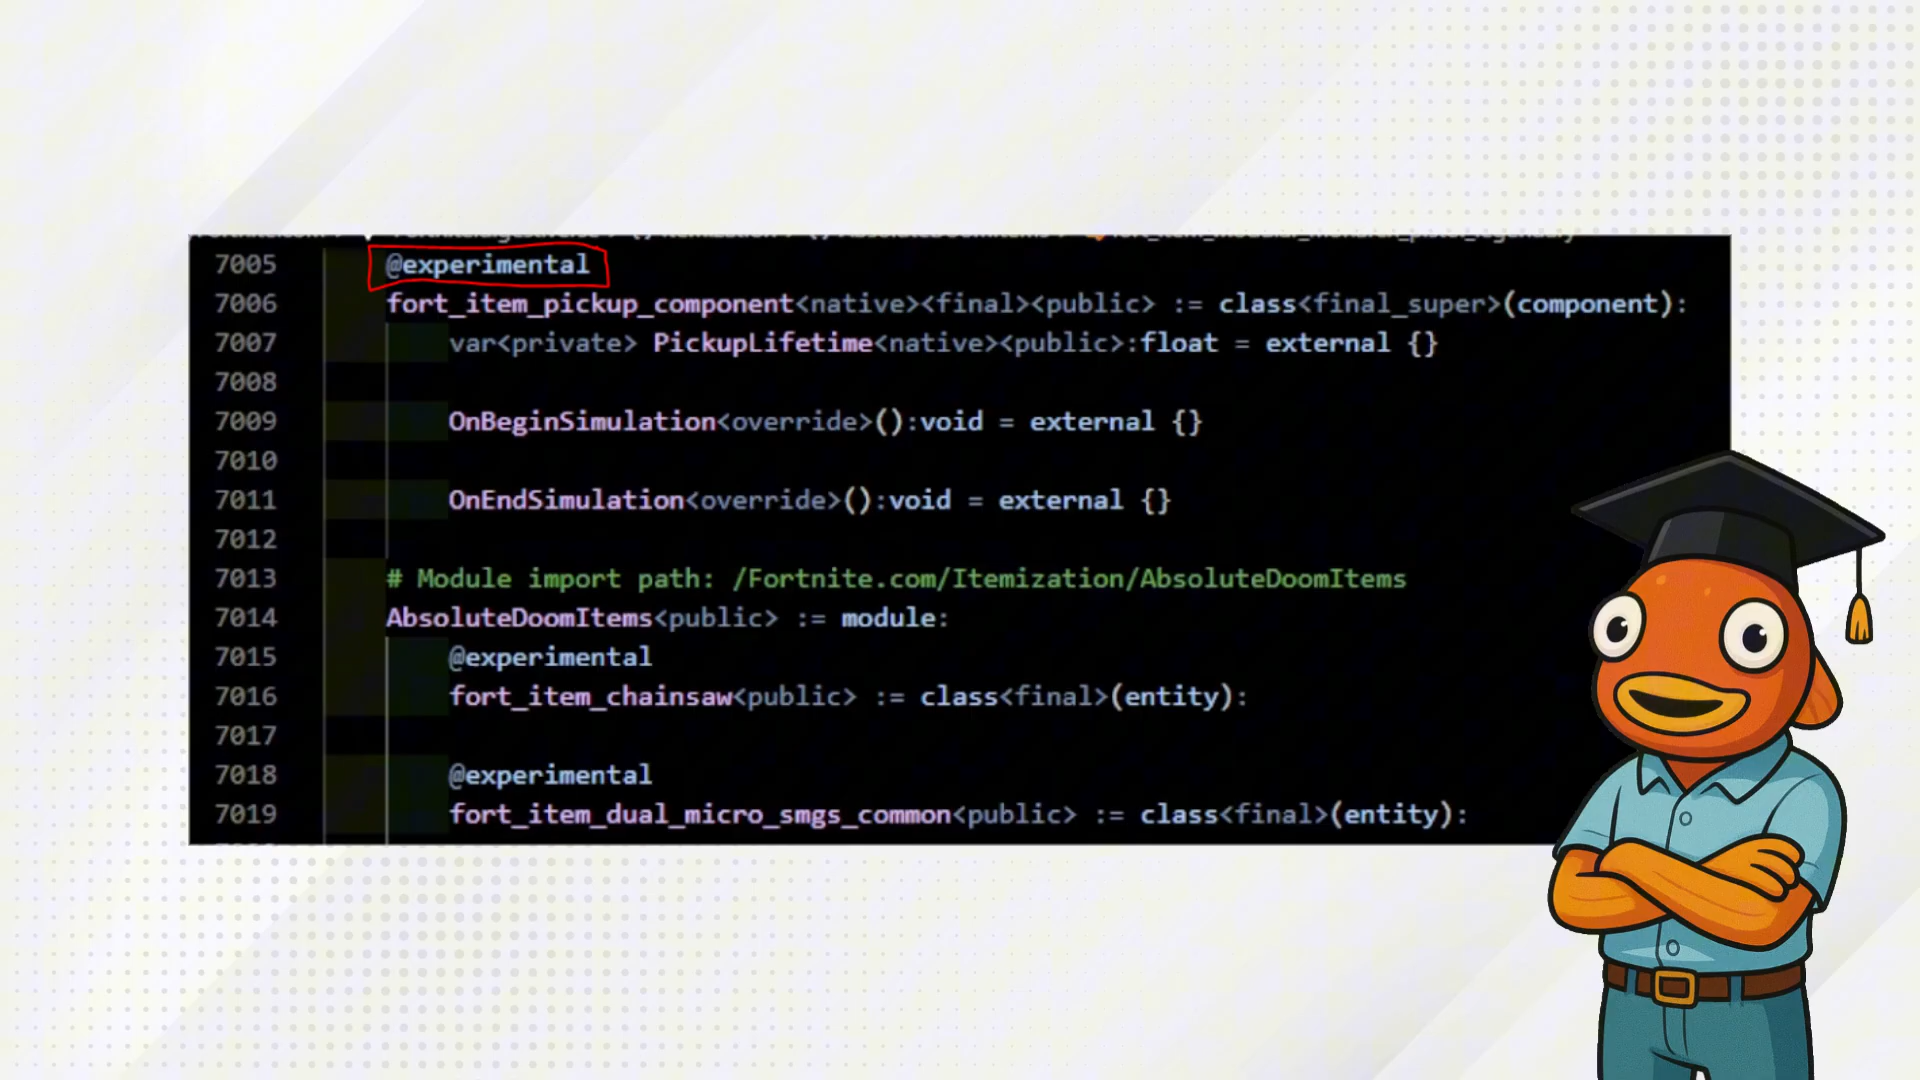 7005 @experimental
7006 fort_item_pickup_component<native><final><public> := class<final_super>(component):
7007 var<private> PickupLifetime<native><public>:float = external {}
7008
7009 OnBeginSimulation<override>():void = external {}
7010
7011 OnEndSimulation<override>():void = external {}
7012
7013 # Module import path: /Fortnite.com/Itemization/AbsoluteDoomItems
7014 AbsoluteDoomItems<public> := module:
7015 @experimental
7016 fort_item_chainsaw<public> := class<final>(entity):
7017
7018 @experimental
7019 fort_item_dual_micro_smgs_common<public> := class<final>(entity):